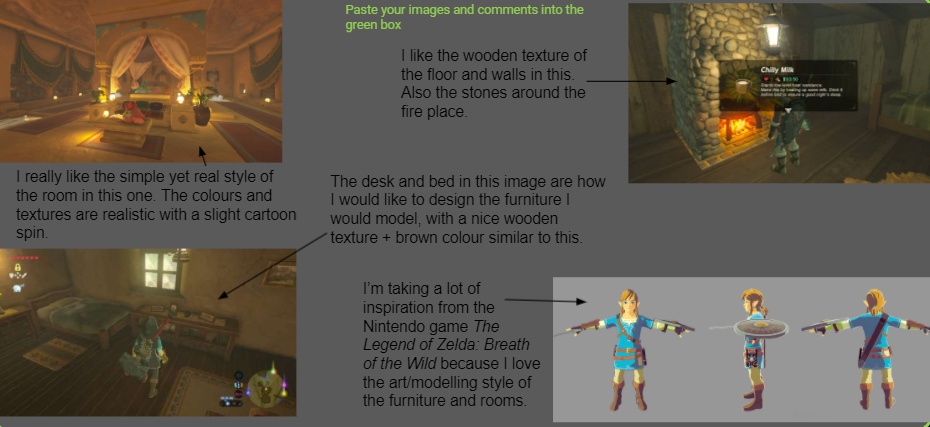 Paste your images and comments into the
green box
I like the wooden texture of
the floor and walls in this.
Also the stones around the
fire place.
Chilly Milk
I really like the simple yet real style of
the room in this one. The colours and
textures are realistic with a slight cartoon
spin.
The desk and bed in this image are how
I would like to design the furniture I
would model, with a nice wooden
texture + brown colour similar to this.
I'm taking a lot of
inspiration from the
Nintendo game The
Legend of Zelda: Breath
of the Wild because I love
the art/modelling style of
the furniture and rooms.